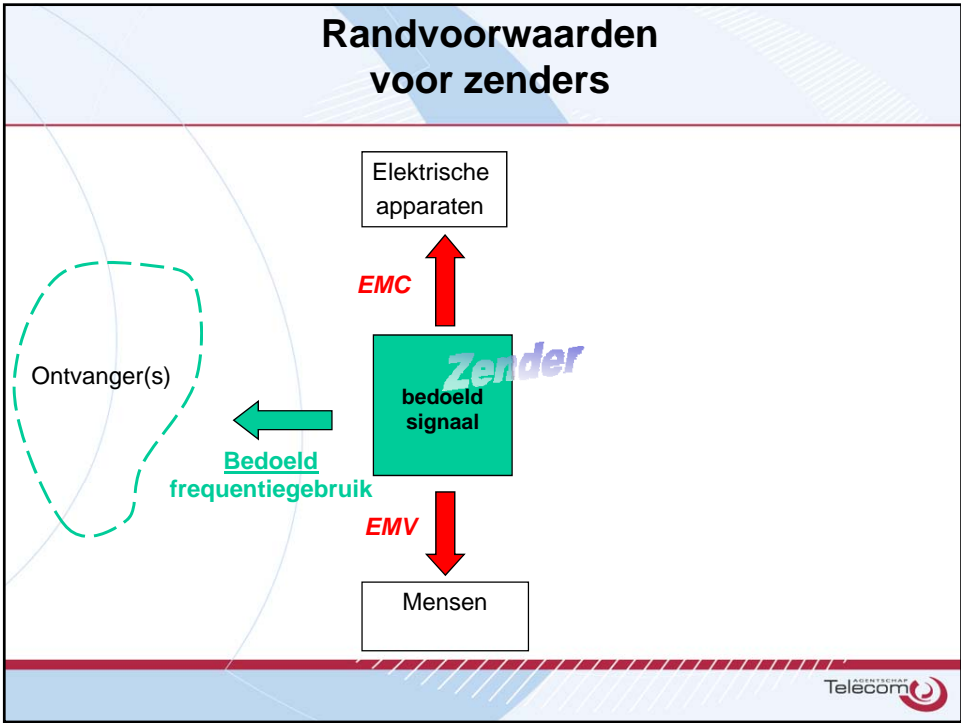 Randvoorwaarden
voor zenders
Elektrische
apparaten
EMC
Zender
Ontvanger(s)
bedoeld
signaal
Bedoeld
frequentiegebruik
EMV
Mensen
AGENTSCHAP
Telecom